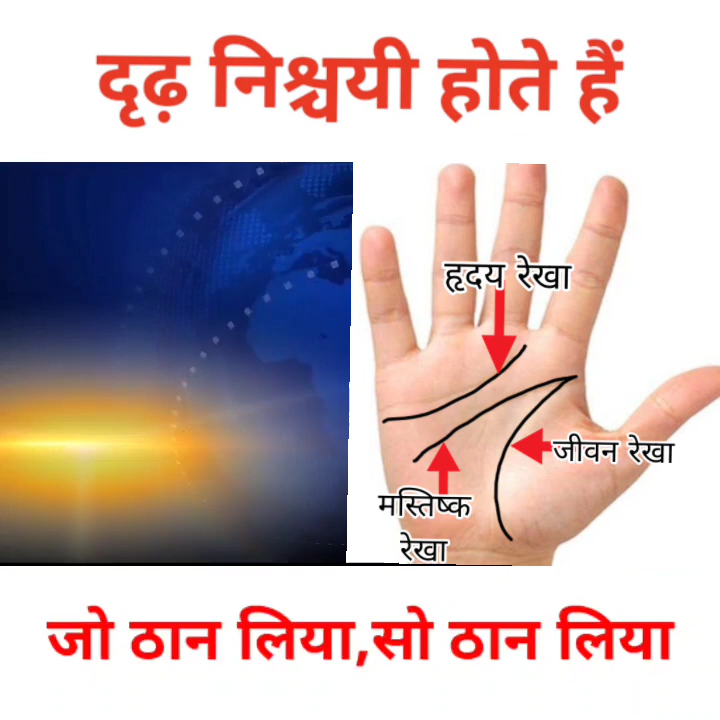 दृढ़ निश्चयी होते हैं
हृदय रेखा
जीवन रेखा
मस्तिष्क
रेखा
जो ठान लिया,सो ठान लिया